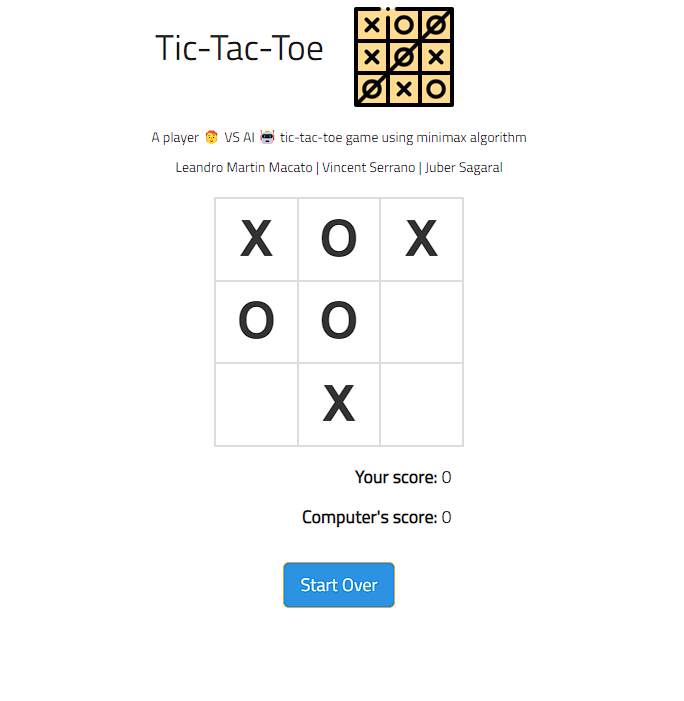 Tic-Tac-Toe
A player 🧑 VS AI 🤖 tic-tac-toe game using minimax algorithm
Leandro Martin Macato | Vincent Serrano | Juber Sagaral
X O X
O O
X
Your score: 0
Computer's score: 0
Start Over